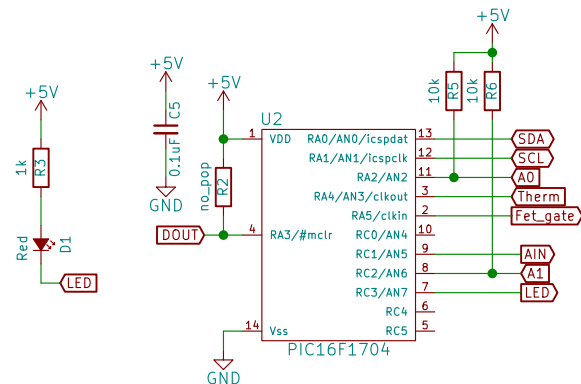 +5V
1k
R3
Red
D1
LED
+5V
C5
0.1uF
GND
+5V
no_pop
R2
DOUT
GND
U2
1 VDD RA0/AN0/icspdat 13 SDA
RA1/AN1/icspclk 12 SCL
RA2/AN2 11 A0
RA4/AN3/clkout 3 Therm
RA5/clkin 2 Fet_gate
RC0/AN4 10
4 RA3/#mclr
RC1/AN5 9 AIN
RC2/AN6 8 A1
RC3/AN7 7 LED
RC4 6
14 Vss RC5 5
PIC16F1704
+5V
10k
R5
10k
R6